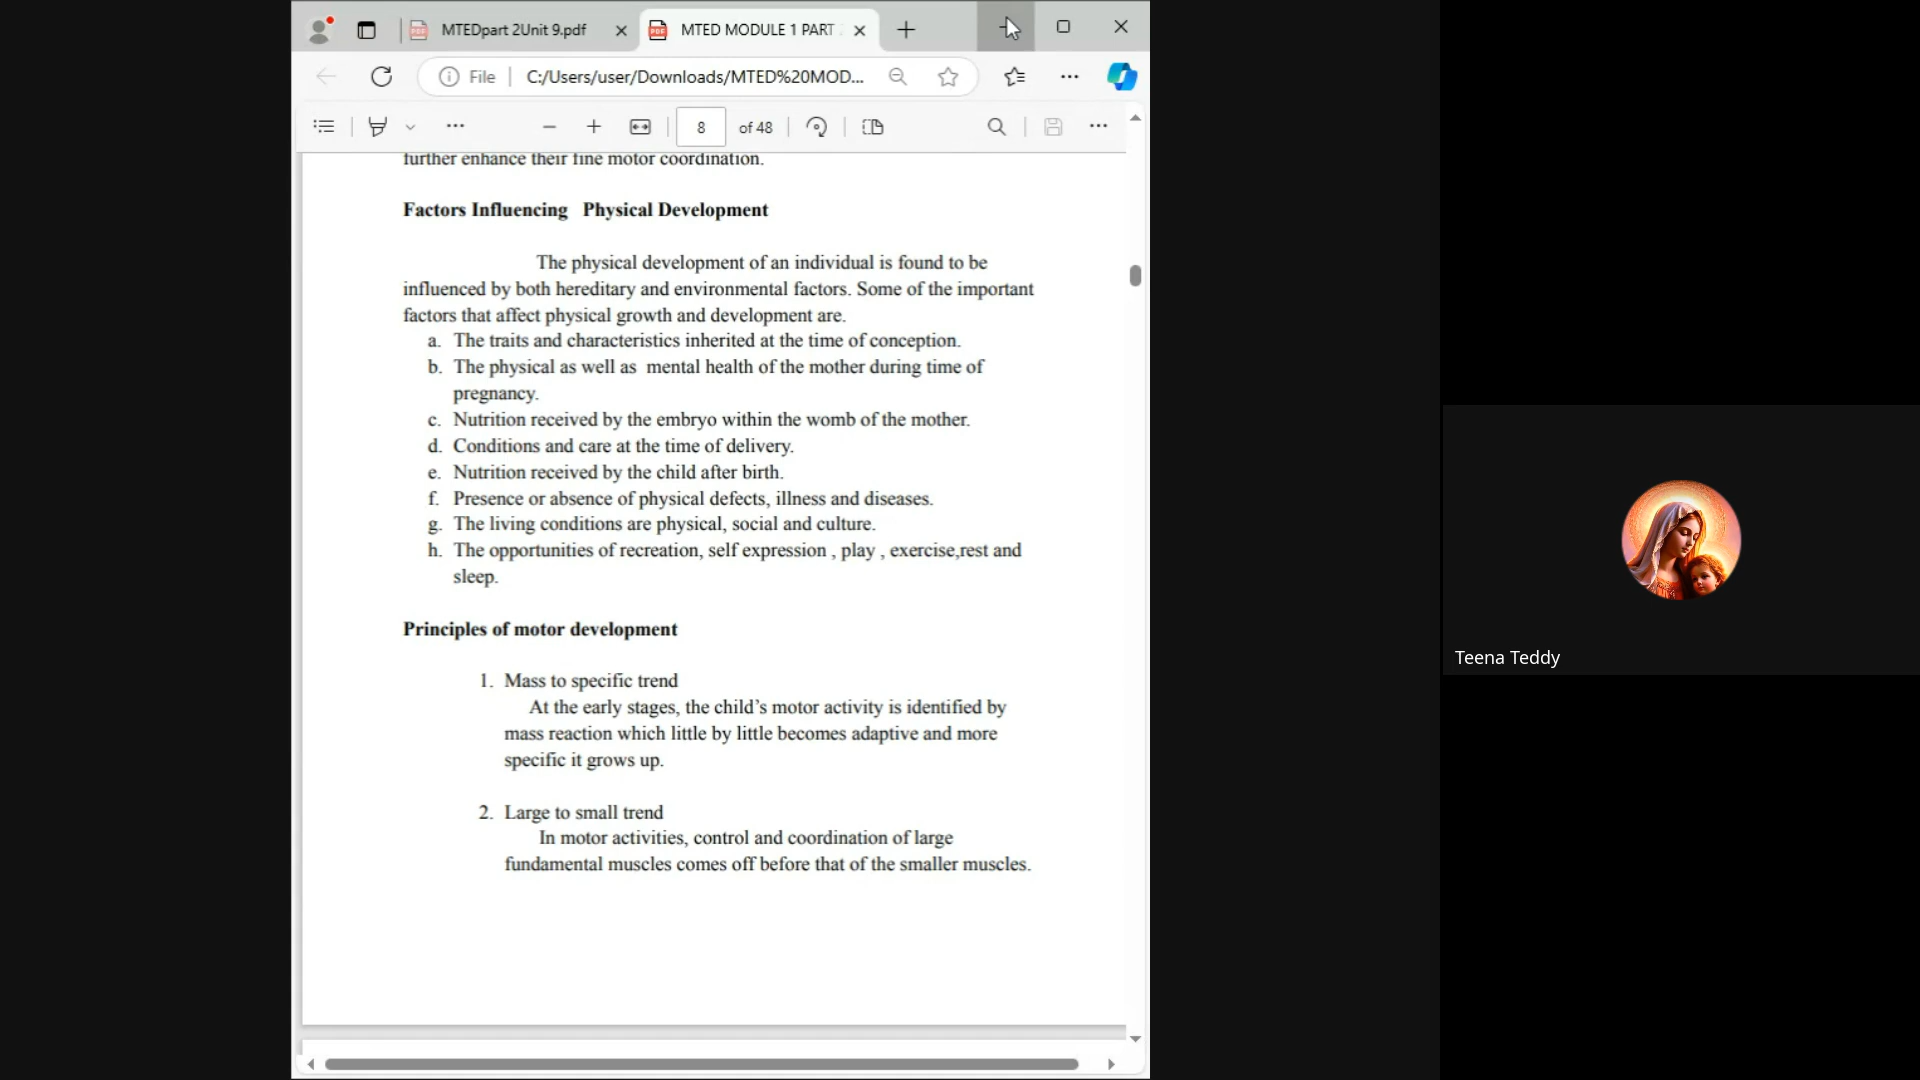 MTEDpart 2Unit 9.pdf
MTED MODULE 1 PART
File
C:/Users/user/Downloads/MTED%20MOD...
8 of 48
further enhance their fine motor coordination.
Factors Influencing Physical Development
The physical development of an individual is found to be
influenced by both hereditary and environmental factors. Some of the important
factors that affect physical growth and development are.
a. The traits and characteristics inherited at the time of conception.
b. The physical as well as mental health of the mother during time of
pregnancy.
c. Nutrition received by the embryo within the womb of the mother.
d. Conditions and care at the time of delivery.
e. Nutrition received by the child after birth.
f. Presence or absence of physical defects, illness and diseases.
g. The living conditions are physical, social and culture.
h. The opportunities of recreation, self expression , play , exercise,rest and
sleep.
Principles of motor development
1. Mass to specific trend
At the early stages, the child’s motor activity is identified by
mass reaction which little by little becomes adaptive and more
specific it grows up.
2. Large to small trend
In motor activities, control and coordination of large
fundamental muscles comes off before that of the smaller muscles.
Teena Teddy